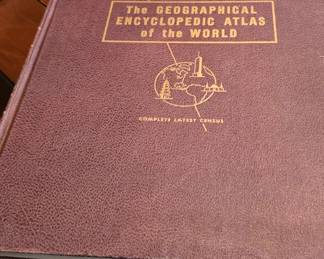 The GEOGRAPHICAL
ENCYCLOPEDIC ATLAS
of the WORLD
COMPLETE LATEST CENSUS